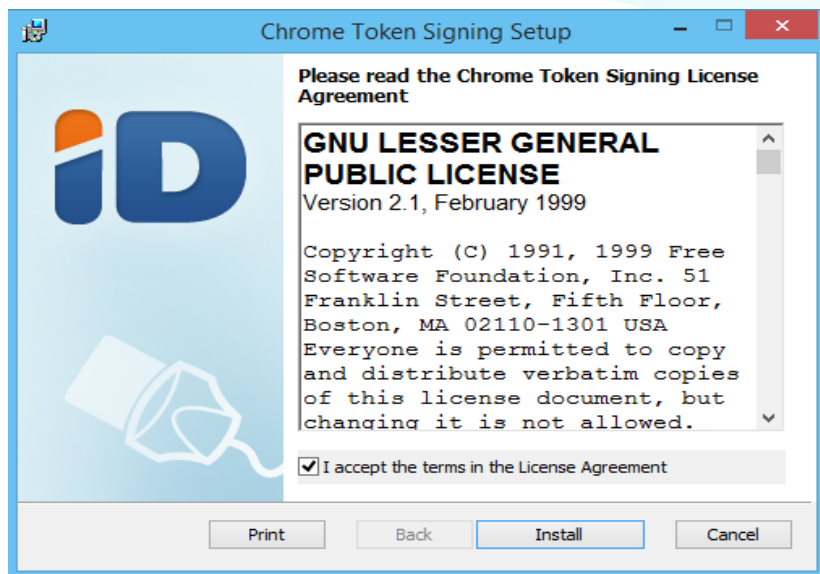 Chrome Token Signing Setup
iD
Please read the Chrome Token Signing License
Agreement
GNU LESSER GENERAL
PUBLIC LICENSE
Version 2.1, February 1999
Copyright (C) 1991, 1999 Free
Software Foundation, Inc. 51
Franklin Street, Fifth Floor,
Boston, MA 02110-1301 USA
Everyone is permitted to copy
and distribute verbatim copies
of this license document, but
changing it is not allowed.
I accept the terms in the License Agreement
Print
Back
Install
Cancel